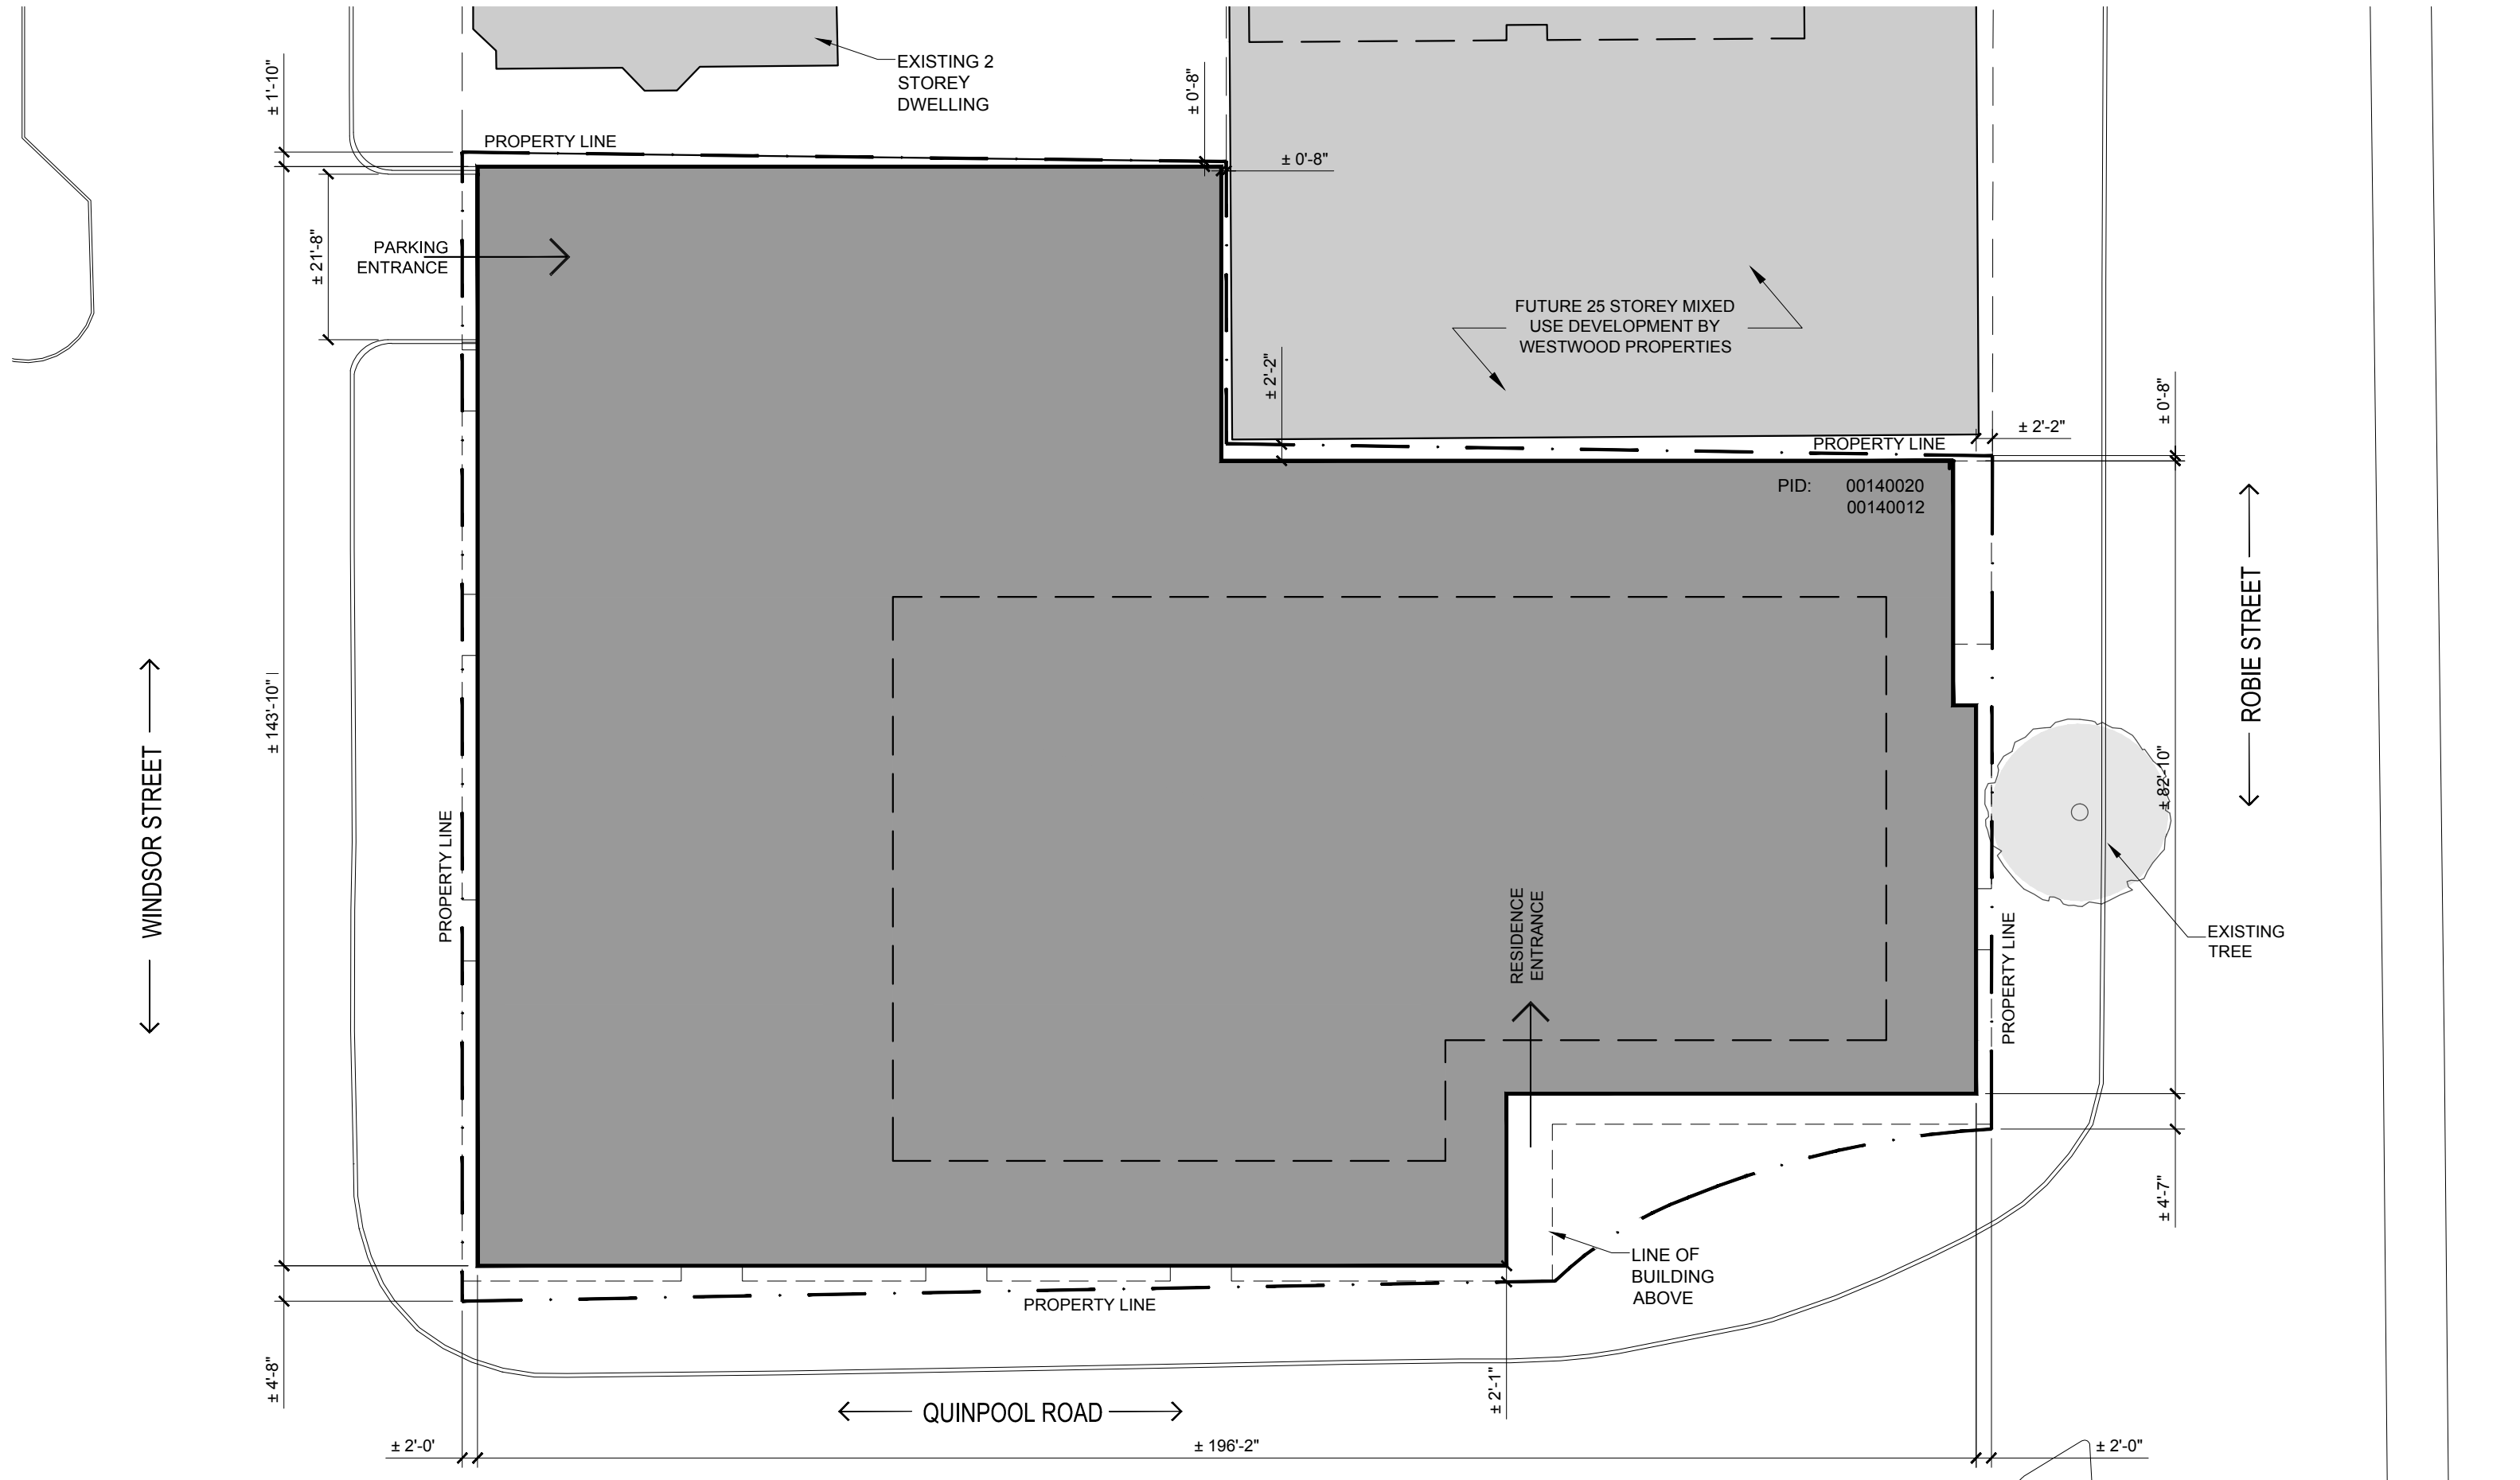 ± 1'-10"
EXISTING 2
STOREY
DWELLING
± 0'-8"
PROPERTY LINE
± 0'-8"
PARKING
ENTRANCE
± 21'-8"
FUTURE 25 STOREY MIXED
USE DEVELOPMENT BY
WESTWOOD PROPERTIES
± 2'-2"
± 0'-8"
± 2'-2"
PROPERTY LINE
PID: 00140020
00140012
ROBIE STREET
± 143'-10"
± 82'-10"
WINDSOR STREET
PROPERTY LINE
RESIDENCE
ENTRANCE
PROPERTY LINE
EXISTING
TREE
± 4'-7"
LINE OF
BUILDING
ABOVE
PROPERTY LINE
± 4'-8"
± 2'-1"
QUINPOOL ROAD
± 2'-0'
± 196'-2"
± 2'-0"